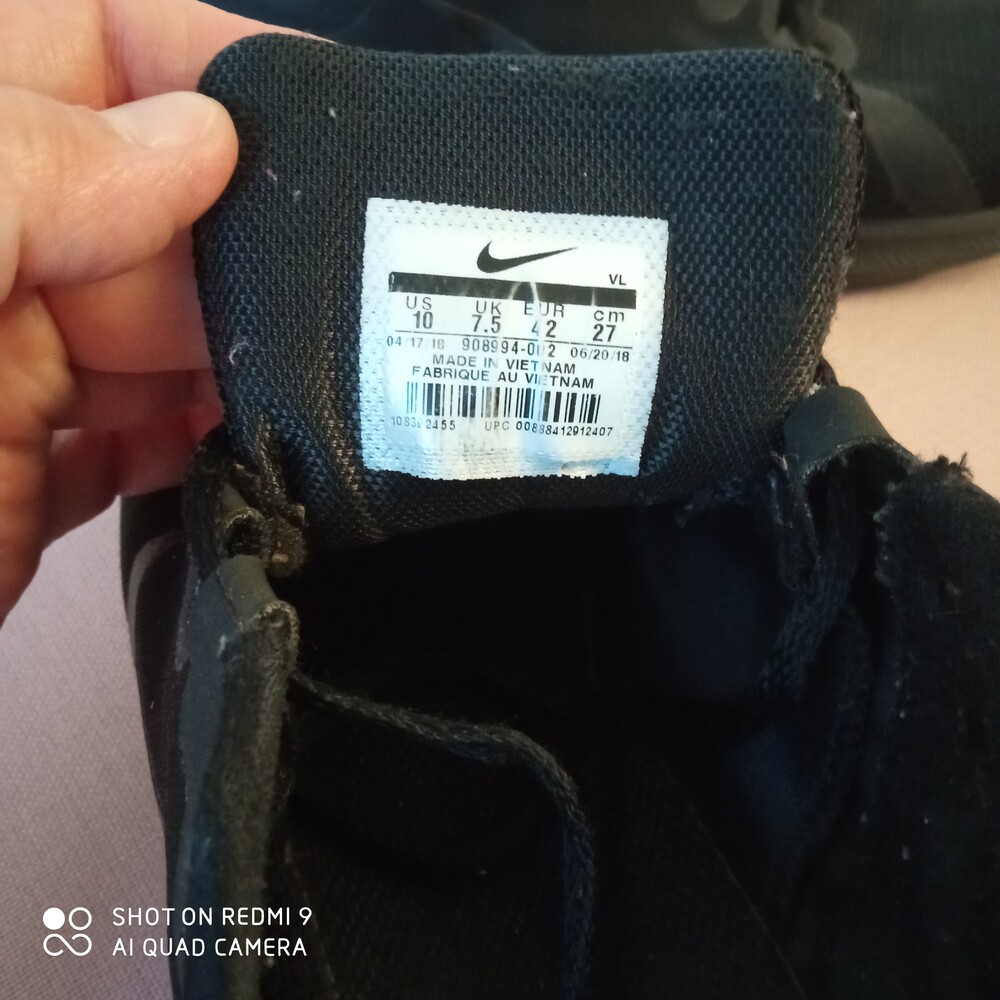 VL
US UK EUR cm
10 7.5 42 27
04/17/18 908994-002 06/20/18
MADE IN VIETNAM
FABRIQUE AU VIETNAM
UPC 00888412912407
SHOT ON REDMI 9
AI QUAD CAMERA